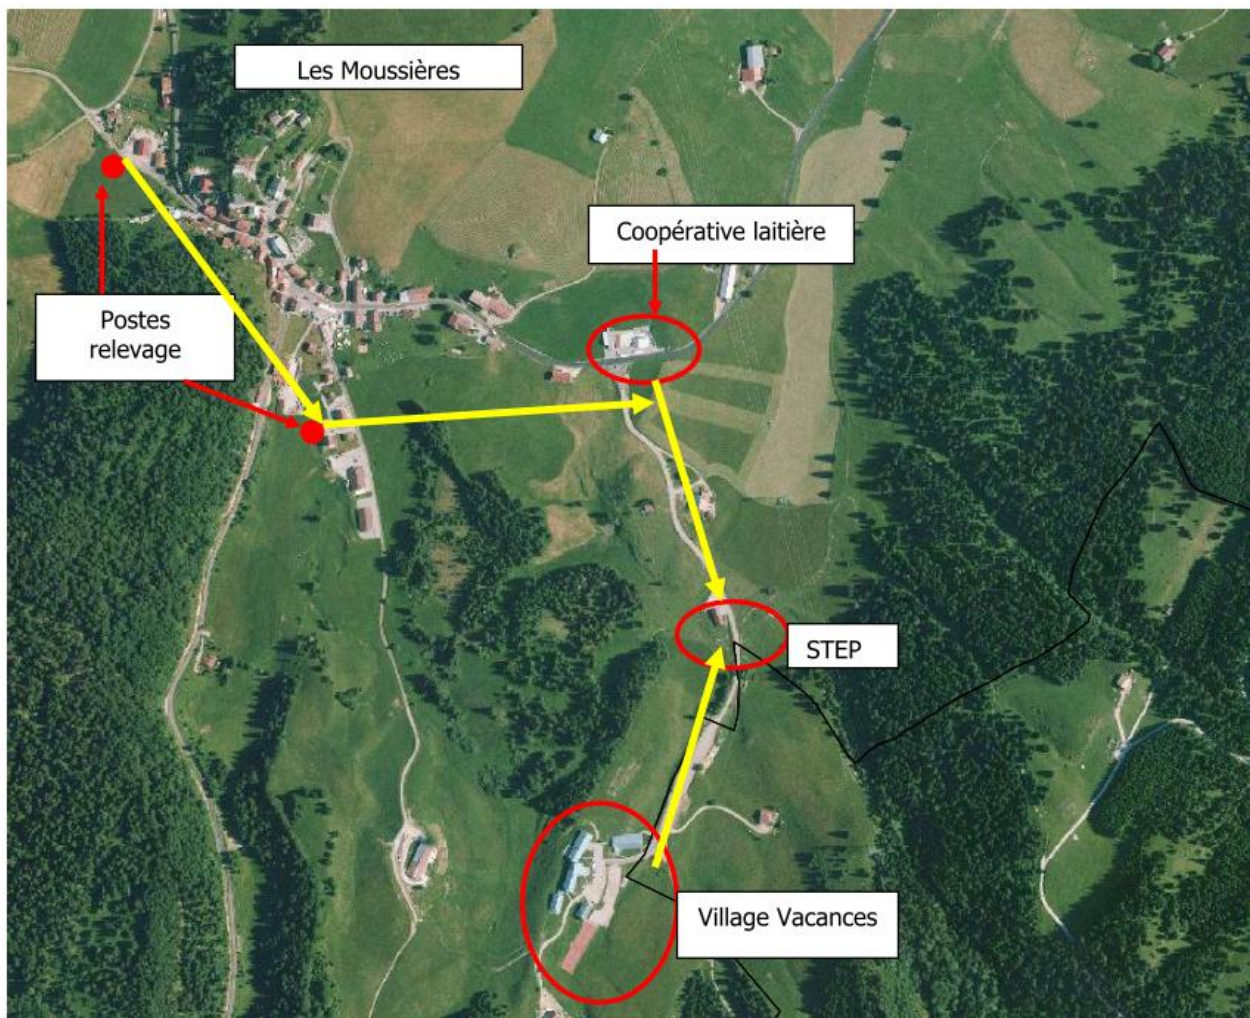 Les Moussières
Coopérative laitière
Postes
relevage
STEP
Village Vacances